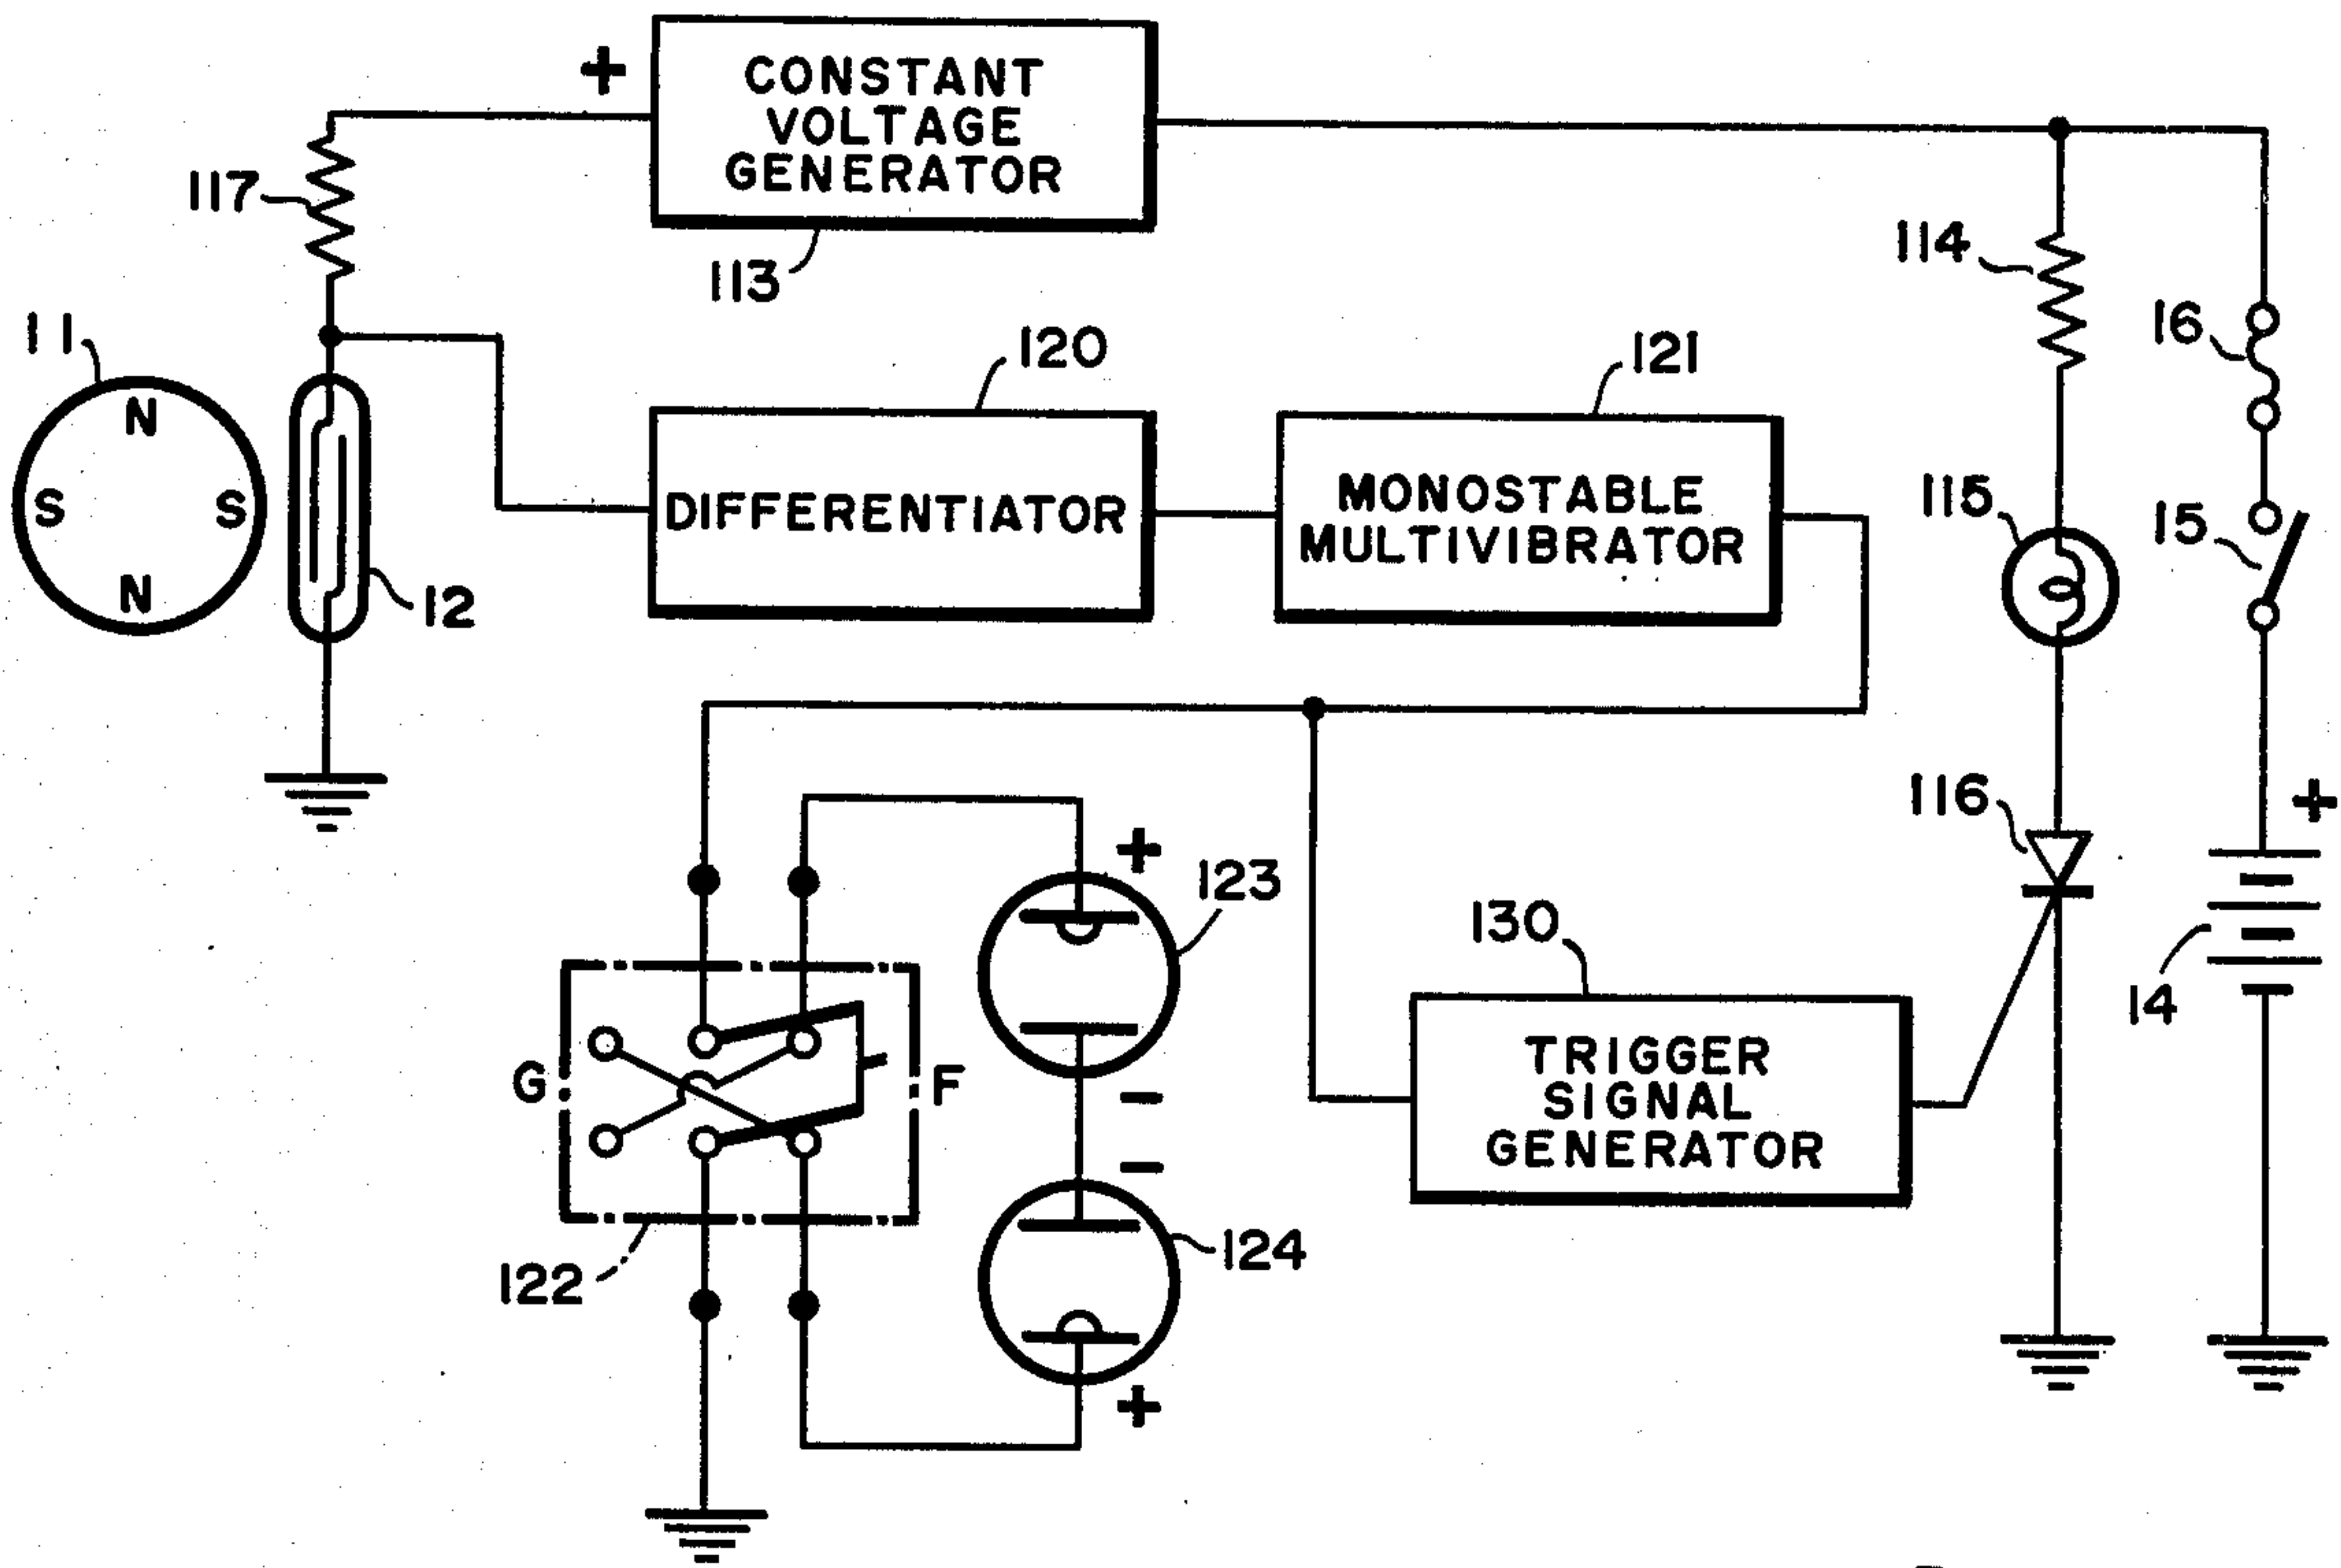 +
CONSTANT
VOLTAGE
GENERATOR
117
113
114
16
11
120
121
N
S S
N
12
DIFFERENTIATOR
MONOSTABLE
MULTIVIBRATOR
115
15
116
+
+
123
130
14
G
F
TRIGGER
SIGNAL
GENERATOR
−
−
124
122
+